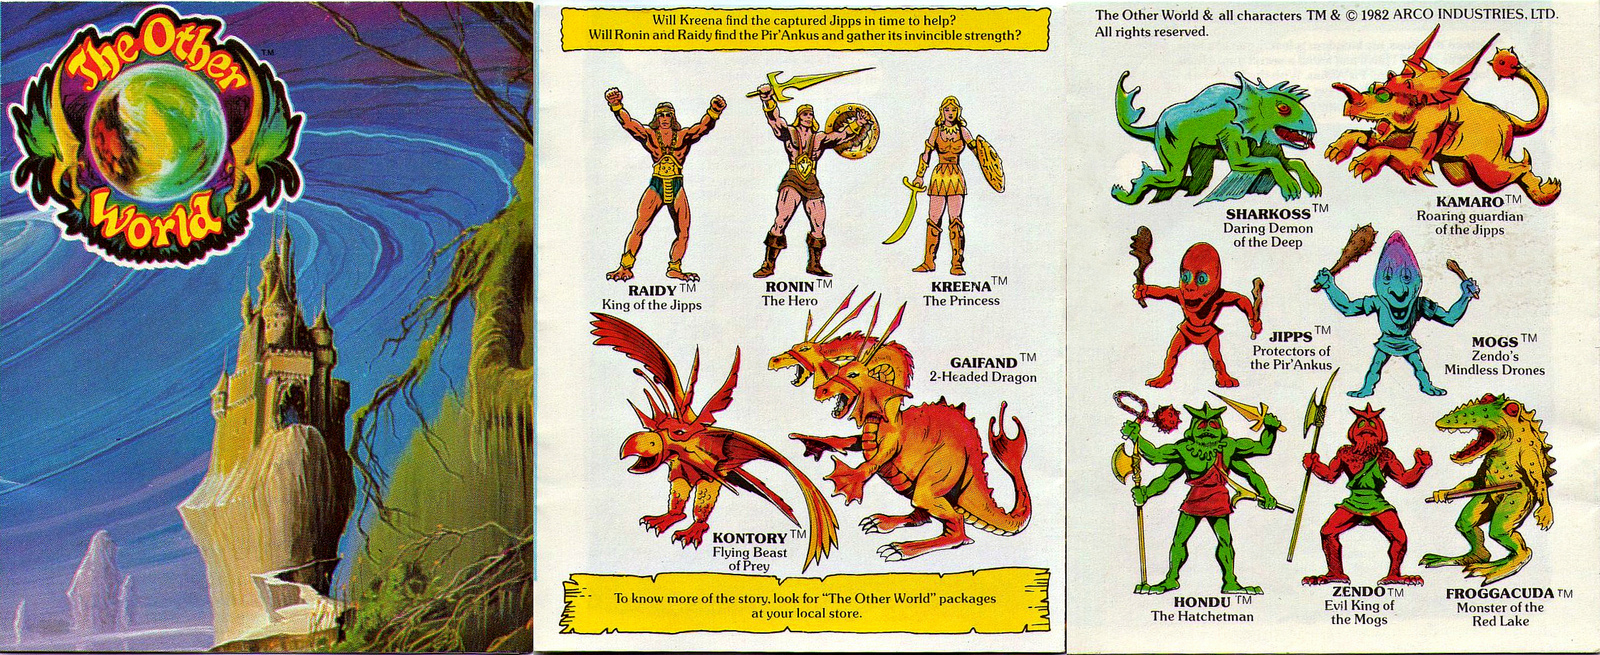 The Other
World
TM
Will Kreena find the captured Jipps in time to help?
Will Ronin and Raidy find the Pir'Ankus and gather its invincible strength?
RAIDY TM
King of the Jipps
RONIN TM
The Hero
KREENA TM
The Princess
GAIFAND TM
2-Headed Dragon
KONTORY TM
Flying Beast
of Prey
To know more of the story, look for "The Other World" packages
at your local store.
The Other World & all characters TM & © 1982 ARCO INDUSTRIES, LTD.
All rights reserved.
SHARKOSS TM
Daring Demon
of the Deep
KAMARO TM
Roaring guardian
of the Jipps
JIPPS TM
Protectors of
the Pir'Ankus
MOGS TM
Zendo's
Mindless Drones
HONDU TM
The Hatchetman
ZENDO TM
Evil King of
the Mogs
FROGGACUDA TM
Monster of the
Red Lake